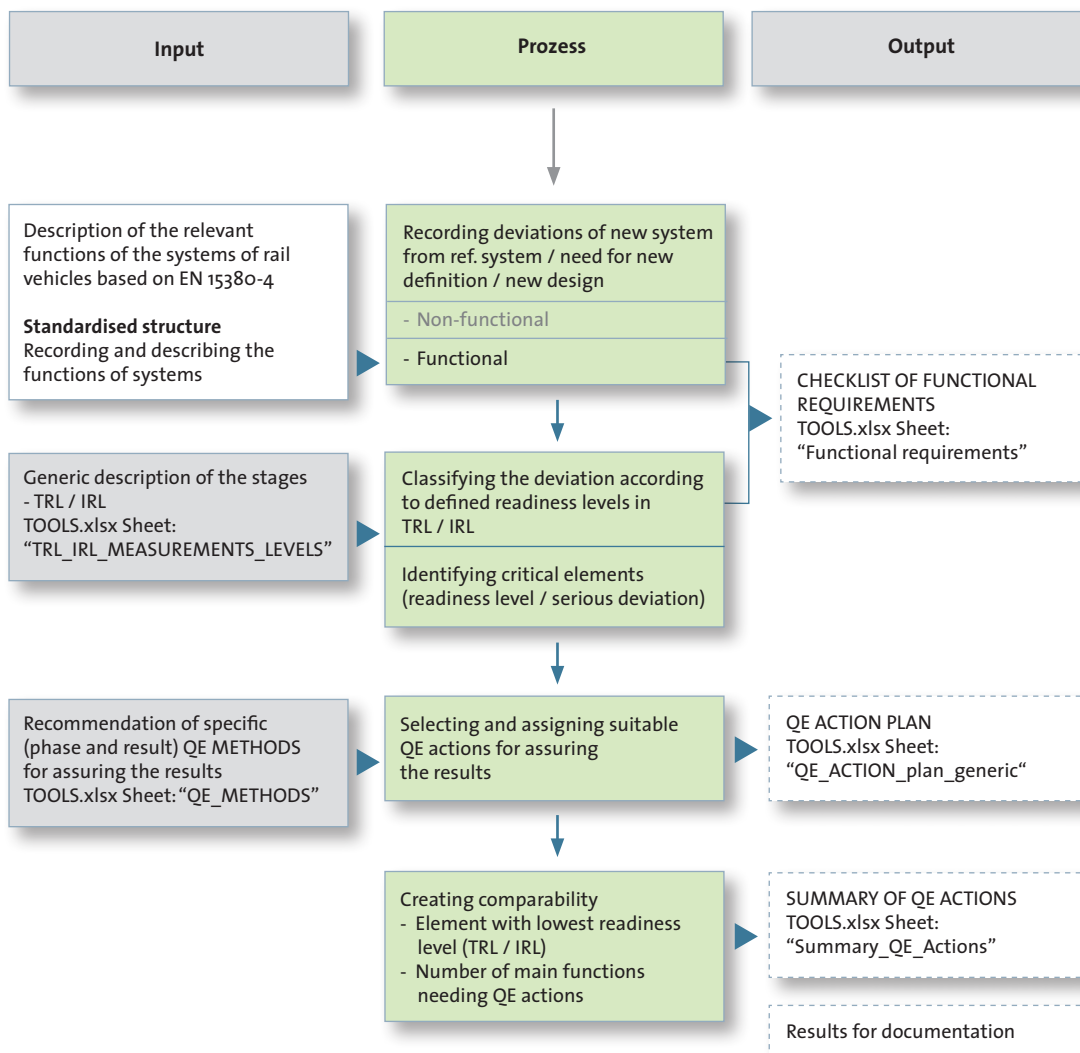 Input
Prozess
Output
Description of the relevant
functions of the systems of rail
vehicles based on EN 15380-4
Standardised structure
Recording and describing the
functions of systems
Recording deviations of new system
from ref. system / need for new
definition / new design
- Non-functional
- Functional
CHECKLIST OF FUNCTIONAL
REQUIREMENTS
TOOLS.xlsx Sheet:
“Functional requirements”
Generic description of the stages
- TRL / IRL
TOOLS.xlsx Sheet:
“TRL_IRL_MEASUREMENTS_LEVELS”
Classifying the deviation according
to defined readiness levels in
TRL / IRL
Identifying critical elements
(readiness level / serious deviation)
Recommendation of specific
(phase and result) QE METHODS
for assuring the results
TOOLS.xlsx Sheet: “QE_METHODS”
Selecting and assigning suitable
QE actions for assuring
the results
QE ACTION PLAN
TOOLS.xlsx Sheet:
“QE_ACTION_plan_generic“
Creating comparability
- Element with lowest readiness
level (TRL / IRL)
- Number of main functions
needing QE actions
SUMMARY OF QE ACTIONS
TOOLS.xlsx Sheet:
“Summary_QE_Actions”
Results for documentation